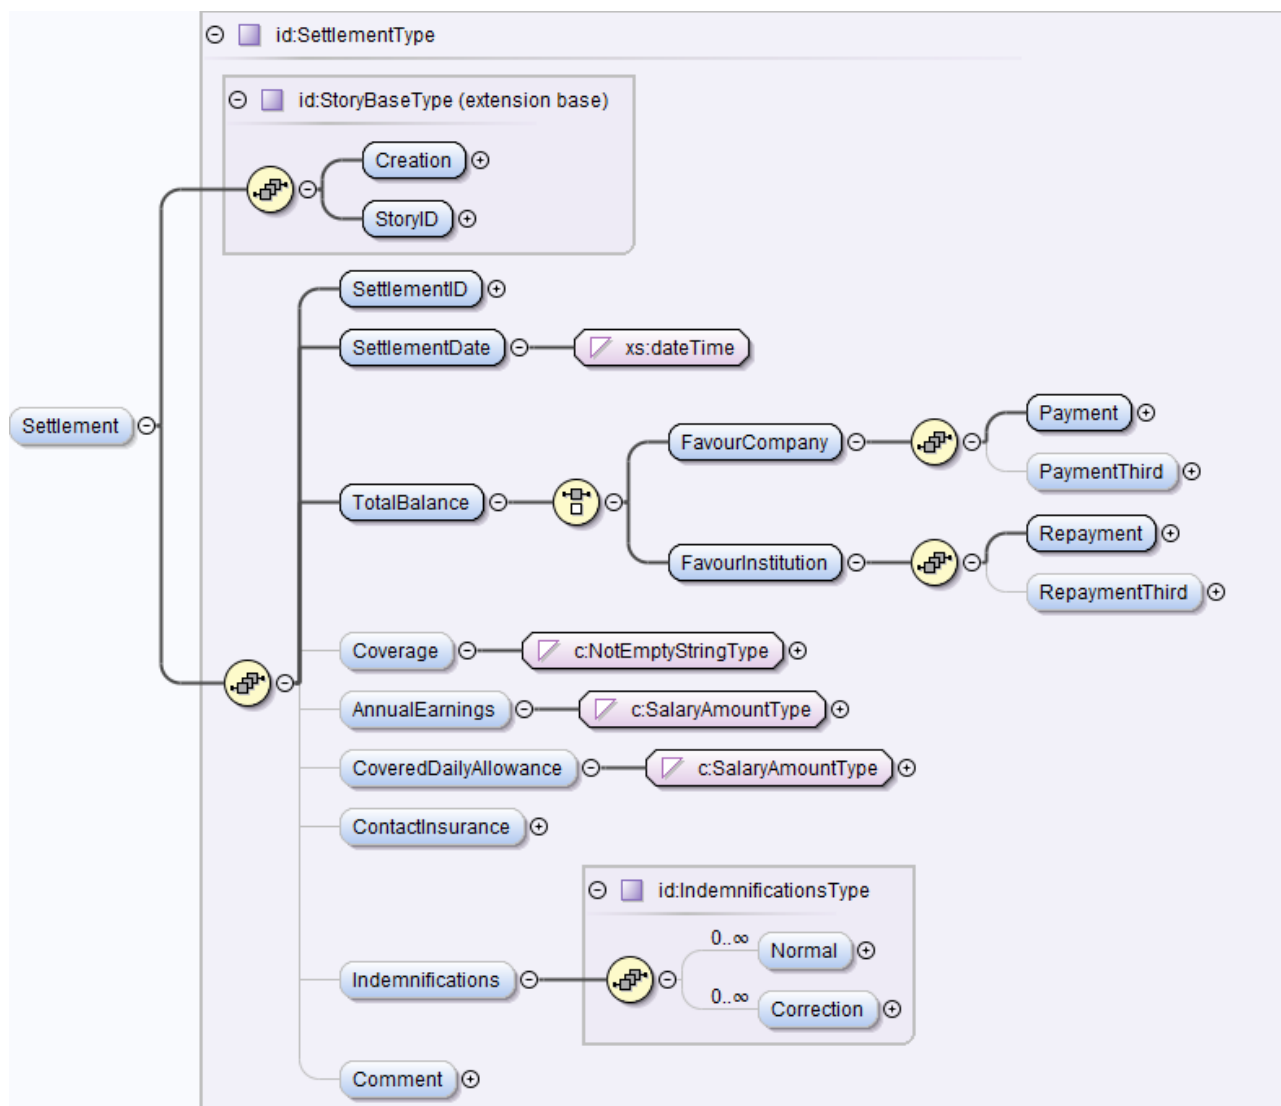 id:SettlementType
id:StoryBaseType (extension base)
Creation
StoryID
SettlementID
SettlementDate
xs:dateTime
Settlement
TotalBalance
FavourCompany
Payment
PaymentThird
FavourInstitution
Repayment
RepaymentThird
Coverage
c:NotEmptyStringType
AnnualEarnings
c:SalaryAmountType
CoveredDailyAllowance
c:SalaryAmountType
ContactInsurance
id:IndemnificationsType
Indemnifications
0..∞
Normal
0..∞
Correction
Comment